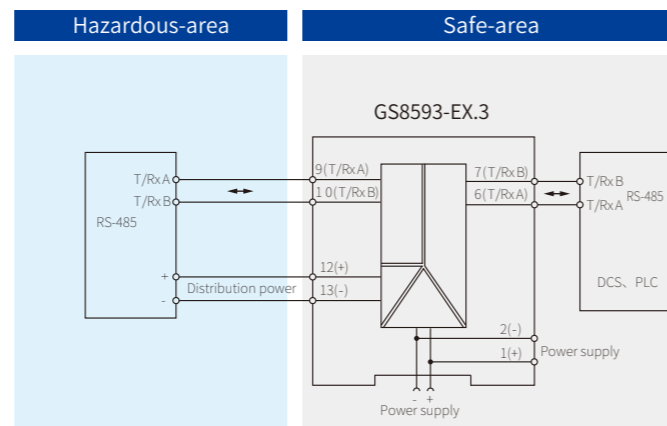 Hazardous-area
Safe-area
GS8593-EX.3
T/RxA
9(T/RxA)
7(T/RxB)
T/RxB
T/RxB
10(T/RxB)
6(T/RxA)
T/RxA
RS-485
RS-485
+
12(+)
Distribution power
-
13(-)
DCS、PLC
2(-)
1(+)
Power supply
- +
Power supply